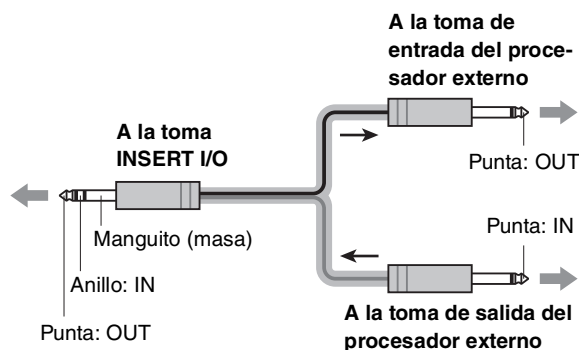 A la toma de
entrada del proce-
sador externo
A la toma
INSERT I/O
Punta: OUT
Manguito (masa)
Punta: IN
Anillo: IN
A la toma de salida del
procesador externo
Punta: OUT